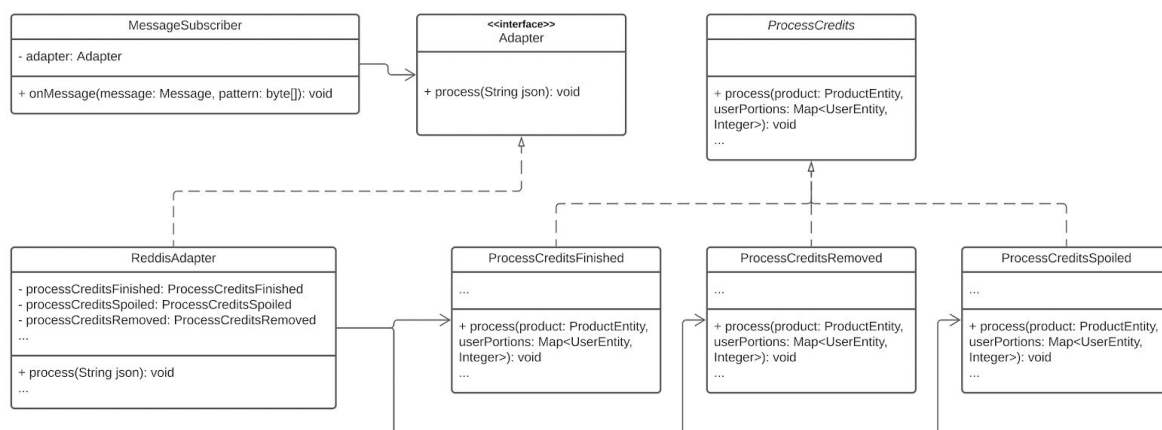 MessageSubscriber
- adapter: Adapter
+ onMessage(message: Message, pattern: byte[]): void
<<interface>>
Adapter
+ process(String json): void
ProcessCredits
+ process(product: ProductEntity,
userPortions: Map<UserEntity,
Integer>): void
...
ReddisAdapter
- processCreditsFinished: ProcessCreditsFinished
- processCreditsSpoiled: ProcessCreditsSpoiled
- processCreditsRemoved: ProcessCreditsRemoved
...
+ process(String json): void
...
ProcessCreditsFinished
...
+ process(product: ProductEntity,
userPortions: Map<UserEntity,
Integer>): void
...
ProcessCreditsRemoved
...
+ process(product: ProductEntity,
userPortions: Map<UserEntity,
Integer>): void
...
ProcessCreditsSpoiled
...
+ process(product: ProductEntity,
userPortions: Map<UserEntity,
Integer>): void
...